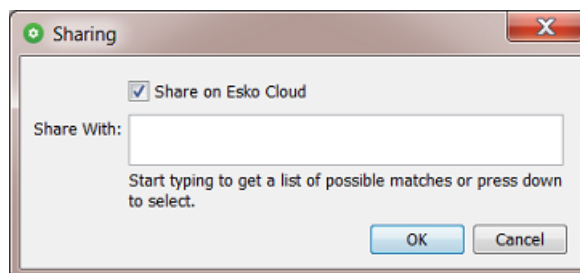 Sharing
Share on Esko Cloud
Share With:
Start typing to get a list of possible matches or press down
to select.
OK Cancel